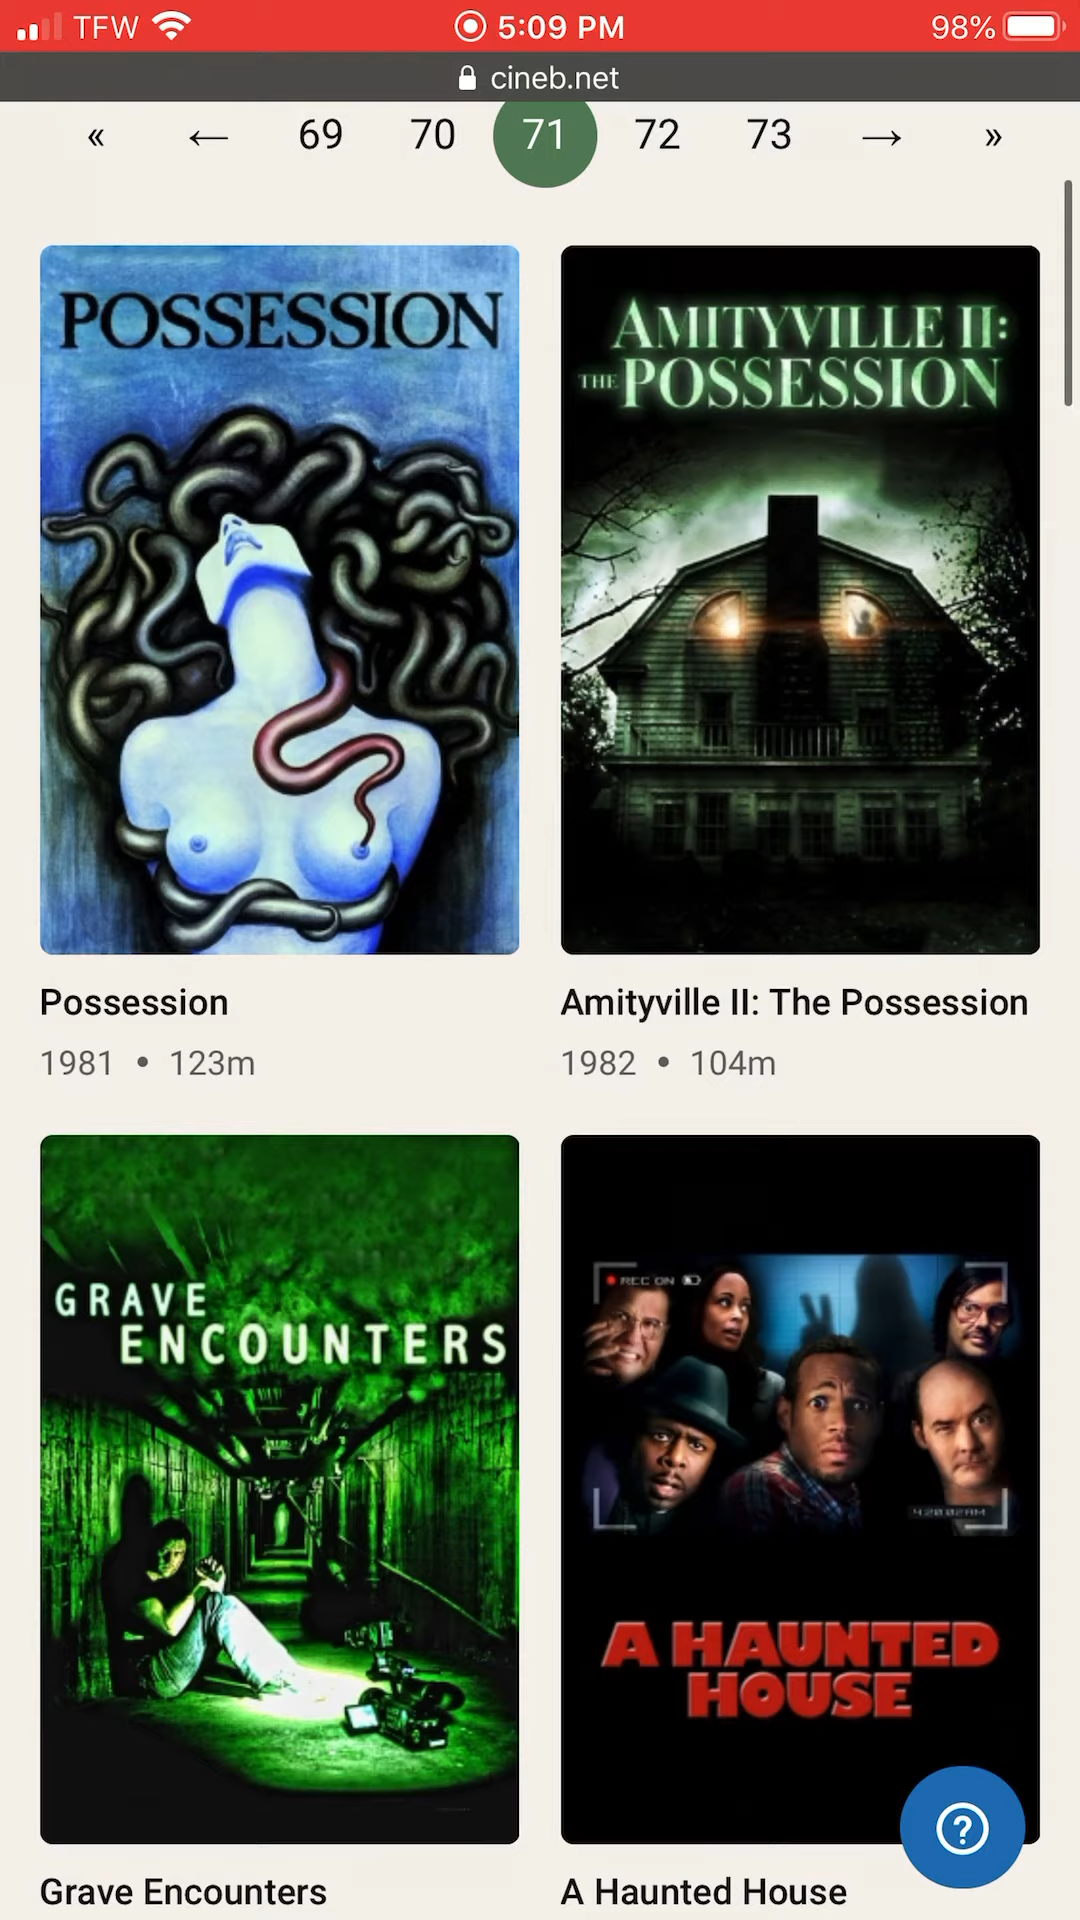 TFW 5:09 PM 98%
cineb.net
« ← 69 70 71 72 73 → »
POSSESSION
AMITYVILLE II:
THE POSSESSION
Possession
1981 • 123m
Amityville II: The Possession
1982 • 104m
GRAVE
ENCOUNTERS
REC ON
A HAUNTED
HOUSE
Grave Encounters
A Haunted House